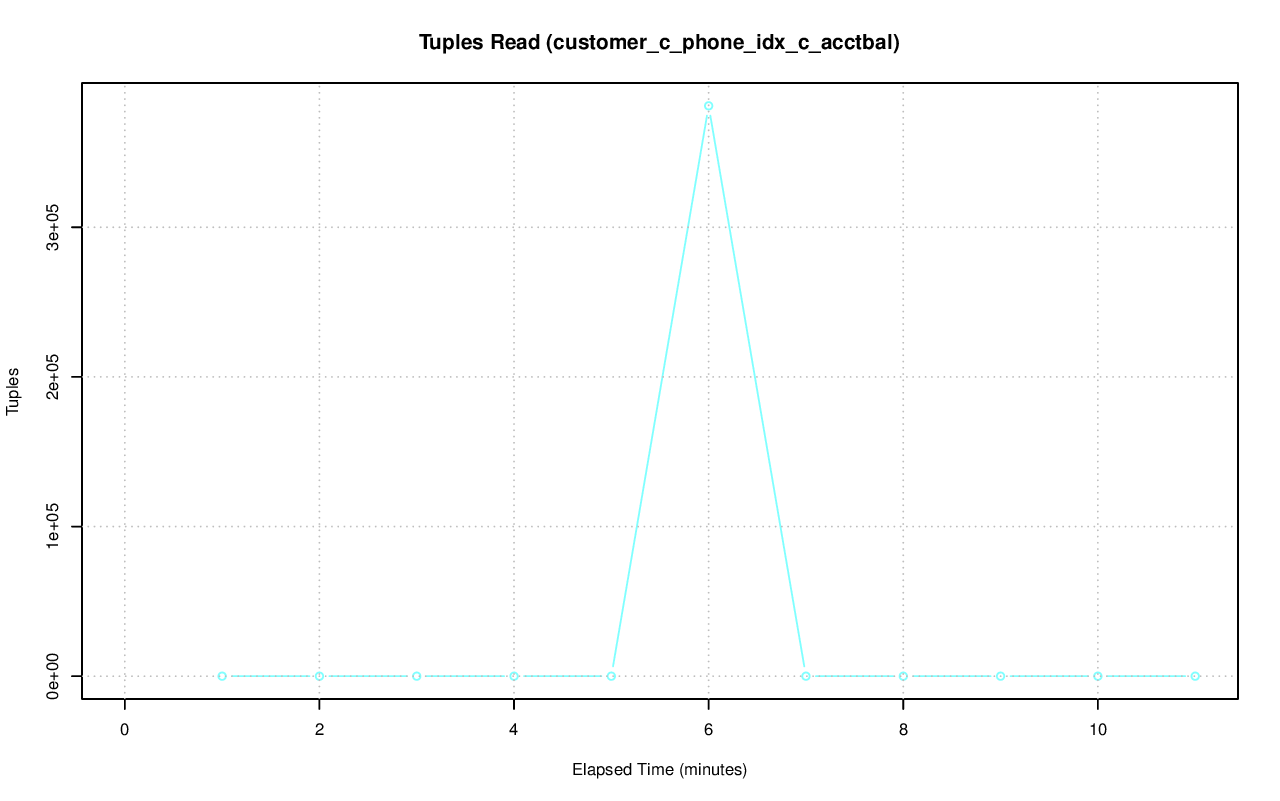 Tuples Read (customer_c_phone_idx_c_acctbal)
3e+05
2e+05
1e+05
0e+00
Tuples
0 2 4 6 8 10
Elapsed Time (minutes)